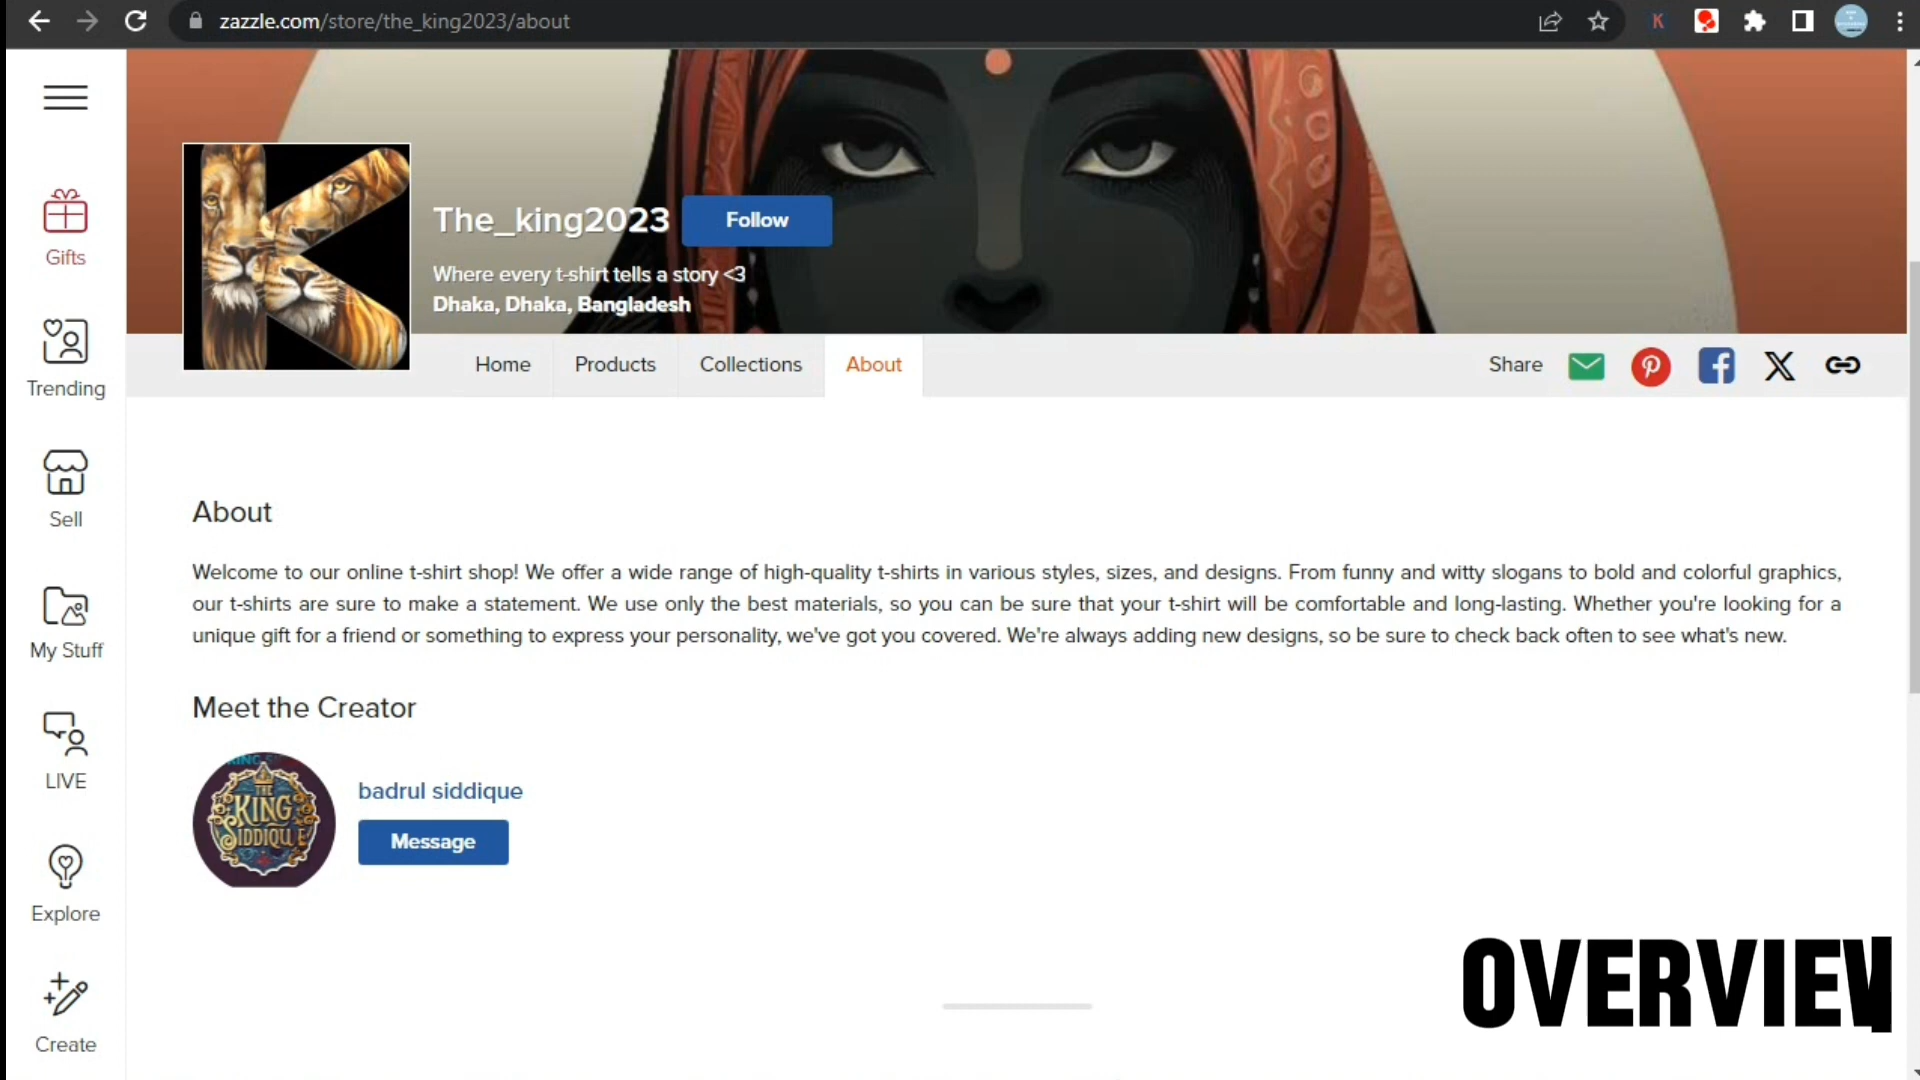 zazzle.com/store/the_king2023/about
K
Gifts
Trending
Sell
My Stuff
LIVE
Explore
Create
K
The_king2023
Follow
Where every t-shirt tells a story <3
Dhaka, Dhaka, Bangladesh
Home
Products
Collections
About
Share
About
Welcome to our online t-shirt shop! We offer a wide range of high-quality t-shirts in various styles, sizes, and designs. From funny and witty slogans to bold and colorful graphics,
our t-shirts are sure to make a statement. We use only the best materials, so you can be sure that your t-shirt will be comfortable and long-lasting. Whether you're looking for a
unique gift for a friend or something to express your personality, we've got you covered. We're always adding new designs, so be sure to check back often to see what's new.
Meet the Creator
THE
KING
SIDDIQUE
badrul siddique
Message
OVERVIEW